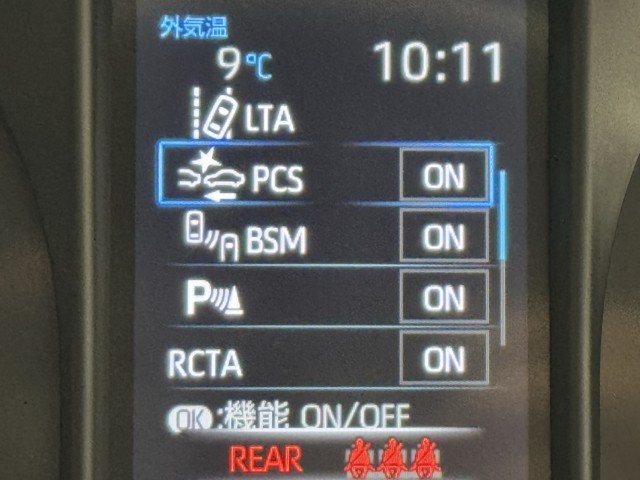 外気温
9℃ 10:11
LTA
PCS ON
BSM ON
P ON
RCTA ON
OK:機能 ON/OFF
REAR